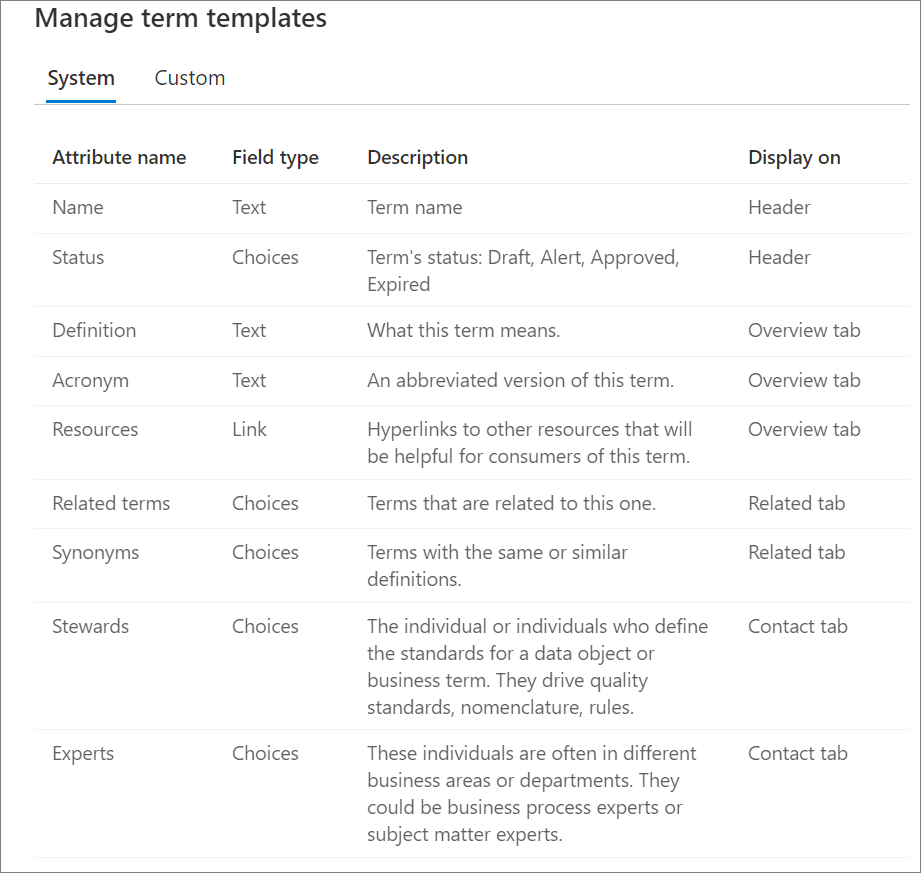 Manage term templates
System Custom
Attribute name Field type Description Display on
Name Text Term name Header
Status Choices Term's status: Draft, Alert, Approved, Header
Expired
Definition Text What this term means. Overview tab
Acronym Text An abbreviated version of this term. Overview tab
Resources Link Hyperlinks to other resources that will Overview tab
be helpful for consumers of this term.
Related terms Choices Terms that are related to this one. Related tab
Synonyms Choices Terms with the same or similar Related tab
definitions.
Stewards Choices The individual or individuals who define Contact tab
the standards for a data object or
business term. They drive quality
standards, nomenclature, rules.
Experts Choices These individuals are often in different Contact tab
business areas or departments. They
could be business process experts or
subject matter experts.